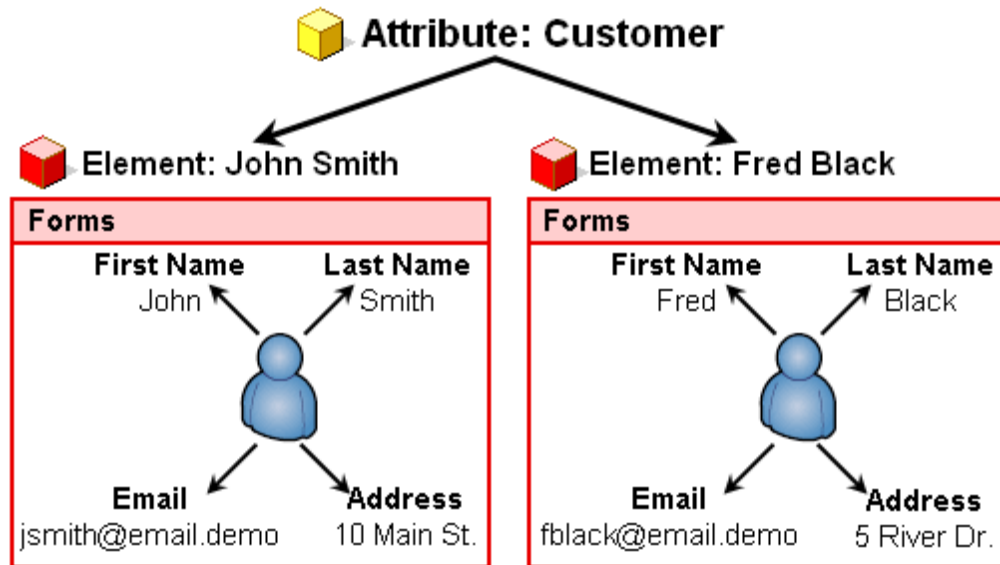 Attribute: Customer
Element: John Smith
Forms
First Name
John
Last Name
Smith
Email
jsmith@email.demo
Address
10 Main St.
Element: Fred Black
Forms
First Name
Fred
Last Name
Black
Email
fblack@email.demo
Address
5 River Dr.